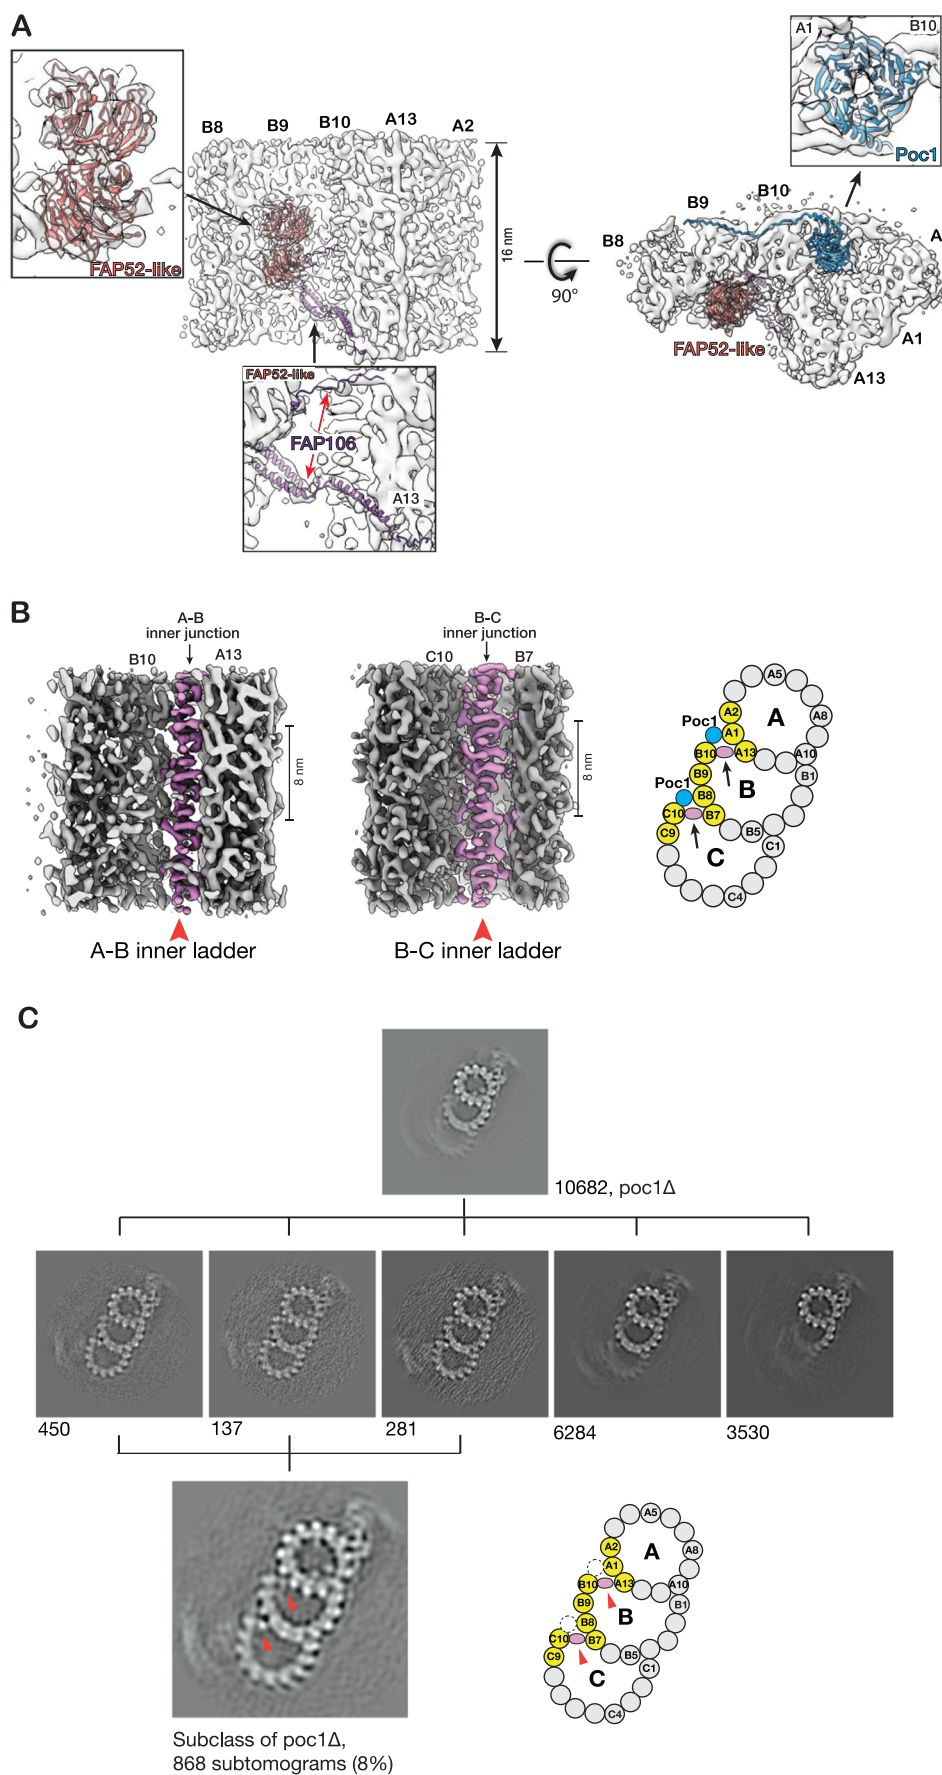 A
A1
B10
Poc1
B8
B9
B10
A13
A2
FAP52-like
16 nm
90°
B9
B10
B8
A
A1
FAP52-like
A13
FAP52-like
FAP106
A13
B
A-B
inner junction
B10
A13
8 nm
A-B inner ladder
B-C
inner junction
C10
B7
8 nm
B-C inner ladder
A5
A2
A
A8
Poc1
A1
B10
A13
A10
B9
B1
Poc1
B8
B
C10
B7
B5
C9
C1
C
C4
C
10682, poc1Δ
450
137
281
6284
3530
Subclass of poc1Δ,
868 subtomograms (8%)
A5
A2
A
A8
A1
B10
A13
A10
B9
B1
B8
B
C10
B7
B5
C9
C1
C
C4